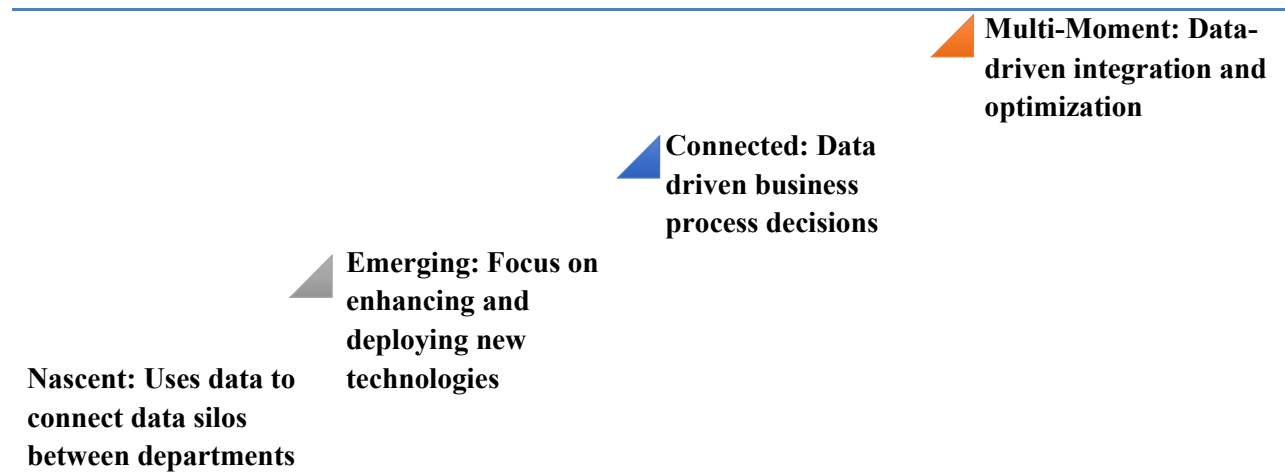 Multi-Moment: Data-
driven integration and
optimization
Connected: Data
driven business
process decisions
Emerging: Focus on
enhancing and
deploying new
technologies
Nascent: Uses data to
connect data silos
between departments